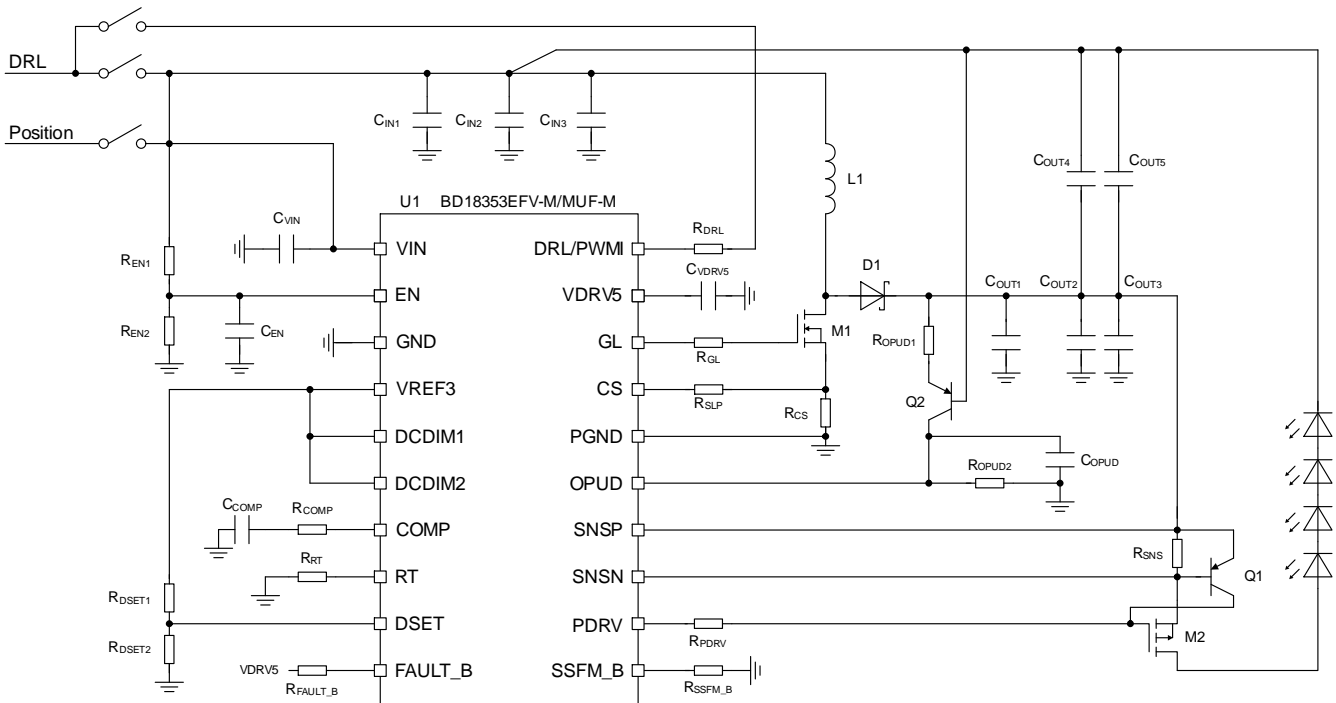 DRL
Position
CIN1
CIN2
CIN3
L1
COUT4
COUT5
U1 BD18353EFV-M/MUF-M
CVIN
REN1
REN2
CEN
VIN
EN
GND
VREF3
DCDIM1
DCDIM2
COMP
RT
DSET
FAULT_B
DRL/PWMI
VDRV5
GL
CS
PGND
OPUD
SNSP
SNSN
PDRV
SSFM_B
RDRL
CVDRV5
D1
M1
RGL
RSLP
RCS
ROPUD1
Q2
COUT1
COUT2
COUT3
ROPUD2
COPUD
CCOMP
RCOMP
RRT
RDSET1
RDSET2
VDRV5
RFAULT_B
RSNS
Q1
RPDRV
M2
RSSFM_B